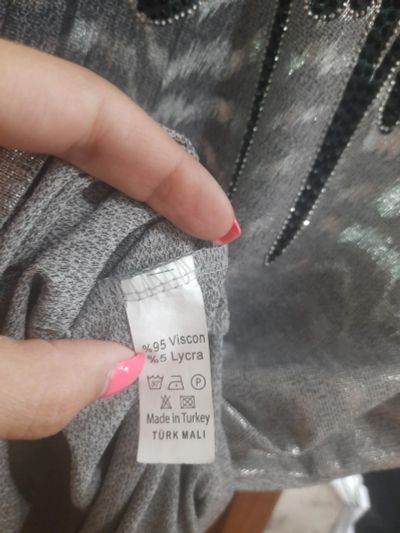 %95 Viscon
%5 Lycra
Made in Turkey
TÜRK MALI